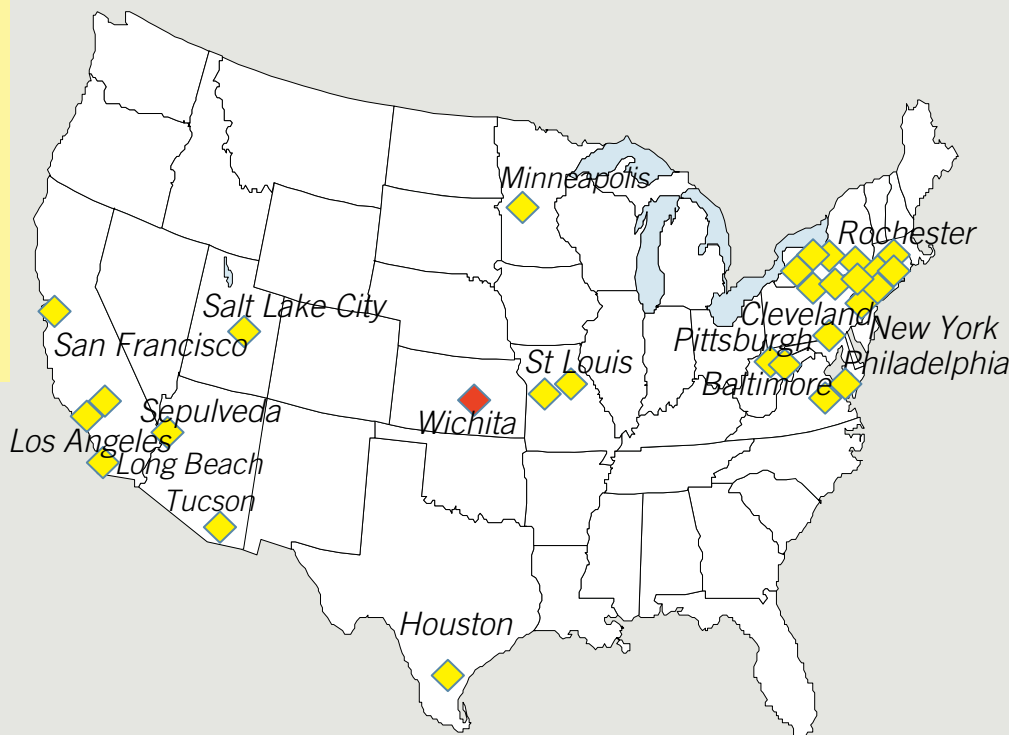 Minneapolis
Rochester
Salt Lake City
Cleveland
New York
San Francisco
Pittsburgh
St Louis
Philadelphia
Baltimore
Sepulveda
Wichita
Los Angeles
Long Beach
Tucson
Houston